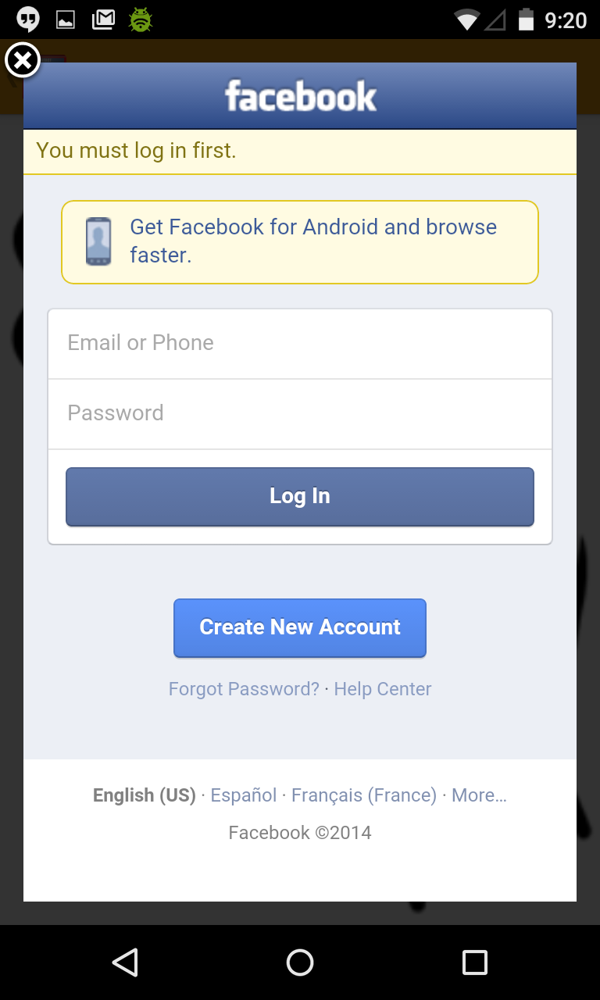 9:20
facebook
You must log in first.
Get Facebook for Android and browse
faster.
Email or Phone
Password
Log In
Create New Account
Forgot Password? · Help Center
English (US) · Español · Français (France) · More…
Facebook ©2014